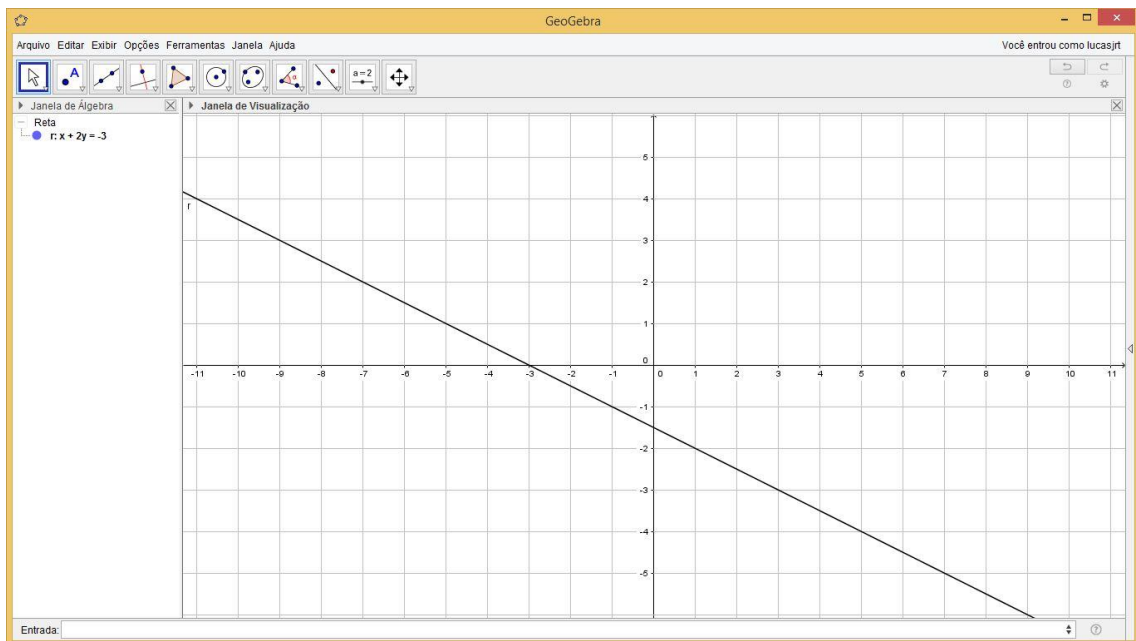 GeoGebra
Arquivo Editar Exibir Opções Ferramentas Janela Ajuda
Você entrou como lucasjrt
A
α
a=2
Janela de Álgebra
Janela de Visualização
Reta
r: x + 2y = -3
r
5
4
3
2
1
0
-11 -10 -9 -8 -7 -6 -5 -4 -3 -2 -1 0 1 2 3 4 5 6 7 8 9 10 11
-1
-2
-3
-4
-5
Entrada: